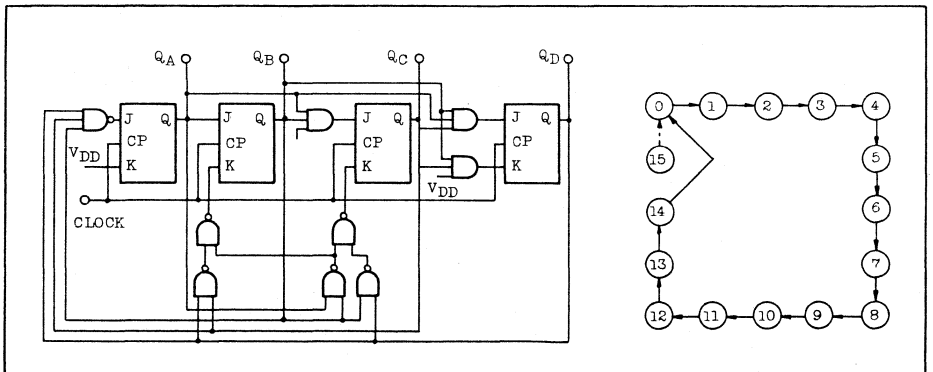 QA QB QC QD
J Q J Q J Q J Q
CP CP CP CP
K K K K
VDD
VDD
CLOCK
0 1 2 3 4
15 5
14 6
13 7
12 11 10 9 8